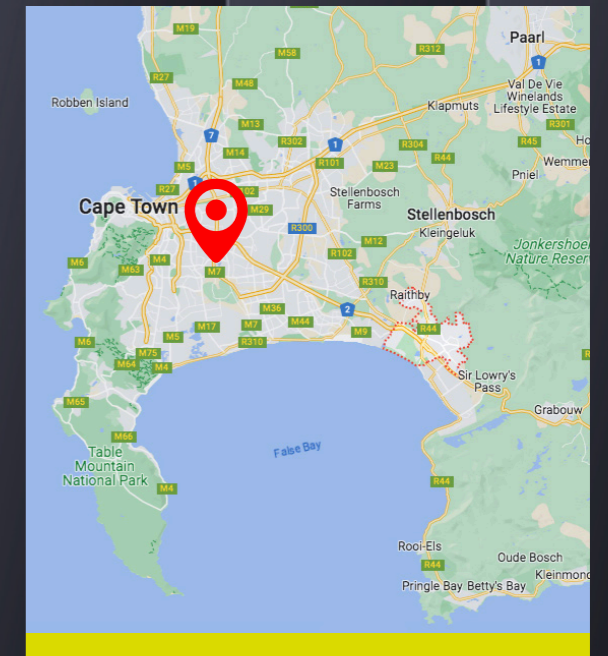 M19
M58
R312
Paarl
1
R27
M48
Val De Vie
Winelands
Lifestyle Estate
Robben Island
Klapmuts
M13
R301
7
R302
1
R304
R45
M14
R101
R44
M5
M23
Wemme
Pniel
R27
1
Stellenbosch
Farms
Cape Town
M29
Stellenbosch
R300
Kleingeluk
M12
Jonkershoe
Nature Reser
M4
R102
M6
M63
M7
R310
Raithby
M36
2
M17
M7
M44
R44
M5
R310
M9
M6
M75
M64
M4
Sir Lowry's
Pass
M65
Grabouw
M66
False Bay
Table
Mountain
National Park
M4
R44
Rooi-Els
Oude Bosch
R44
Kleinmond
Pringle Bay
Betty's Bay